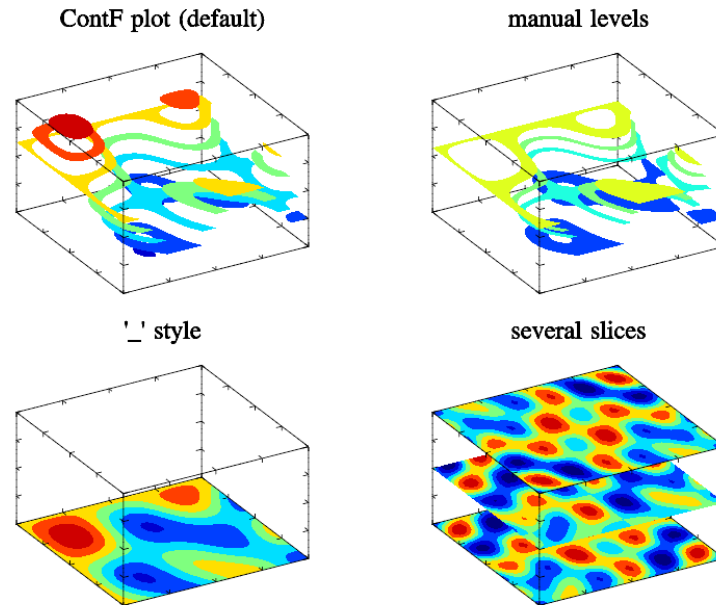 ContF plot (default)
manual levels
'_' style
several slices